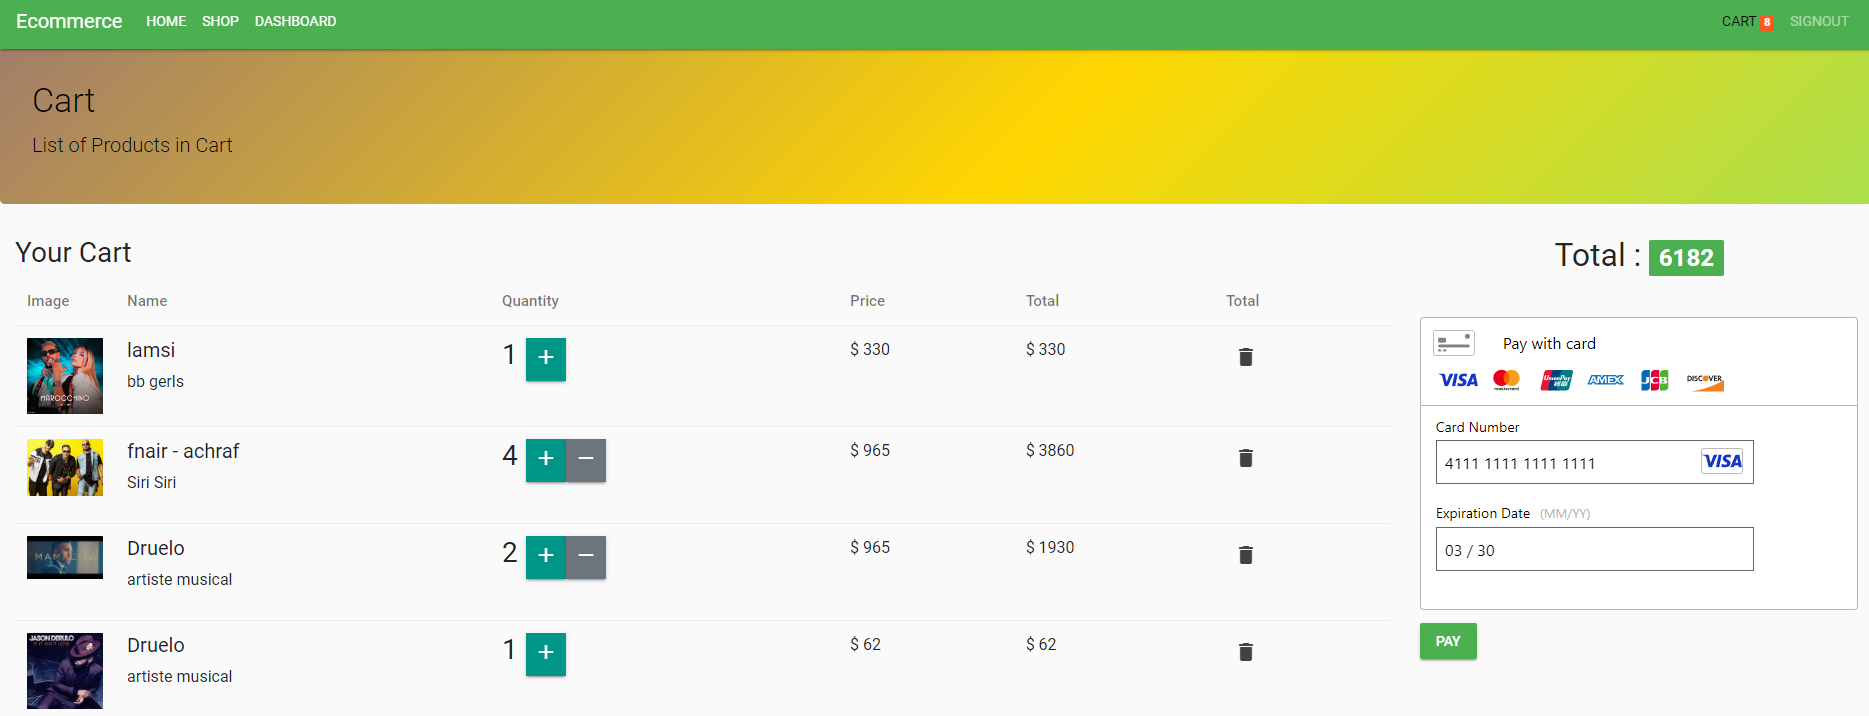 Ecommerce HOME SHOP DASHBOARD CART 8 SIGNOUT
Cart
List of Products in Cart
Your Cart
Total : 6182
Image Name Quantity Price Total Total
lamsi
1 + $ 330 $ 330
bb gerls
MAROCCHINO
fnair - achraf
4 + − $ 965 $ 3860
Siri Siri
Druelo
2 + − $ 965 $ 1930
artiste musical
JASON DERULO
Druelo
1 + $ 62 $ 62
artiste musical
Pay with card
VISA mastercard UnionPay AMEX JCB DISCOVER
Card Number
4111 1111 1111 1111 VISA
Expiration Date (MM/YY)
03 / 30
PAY